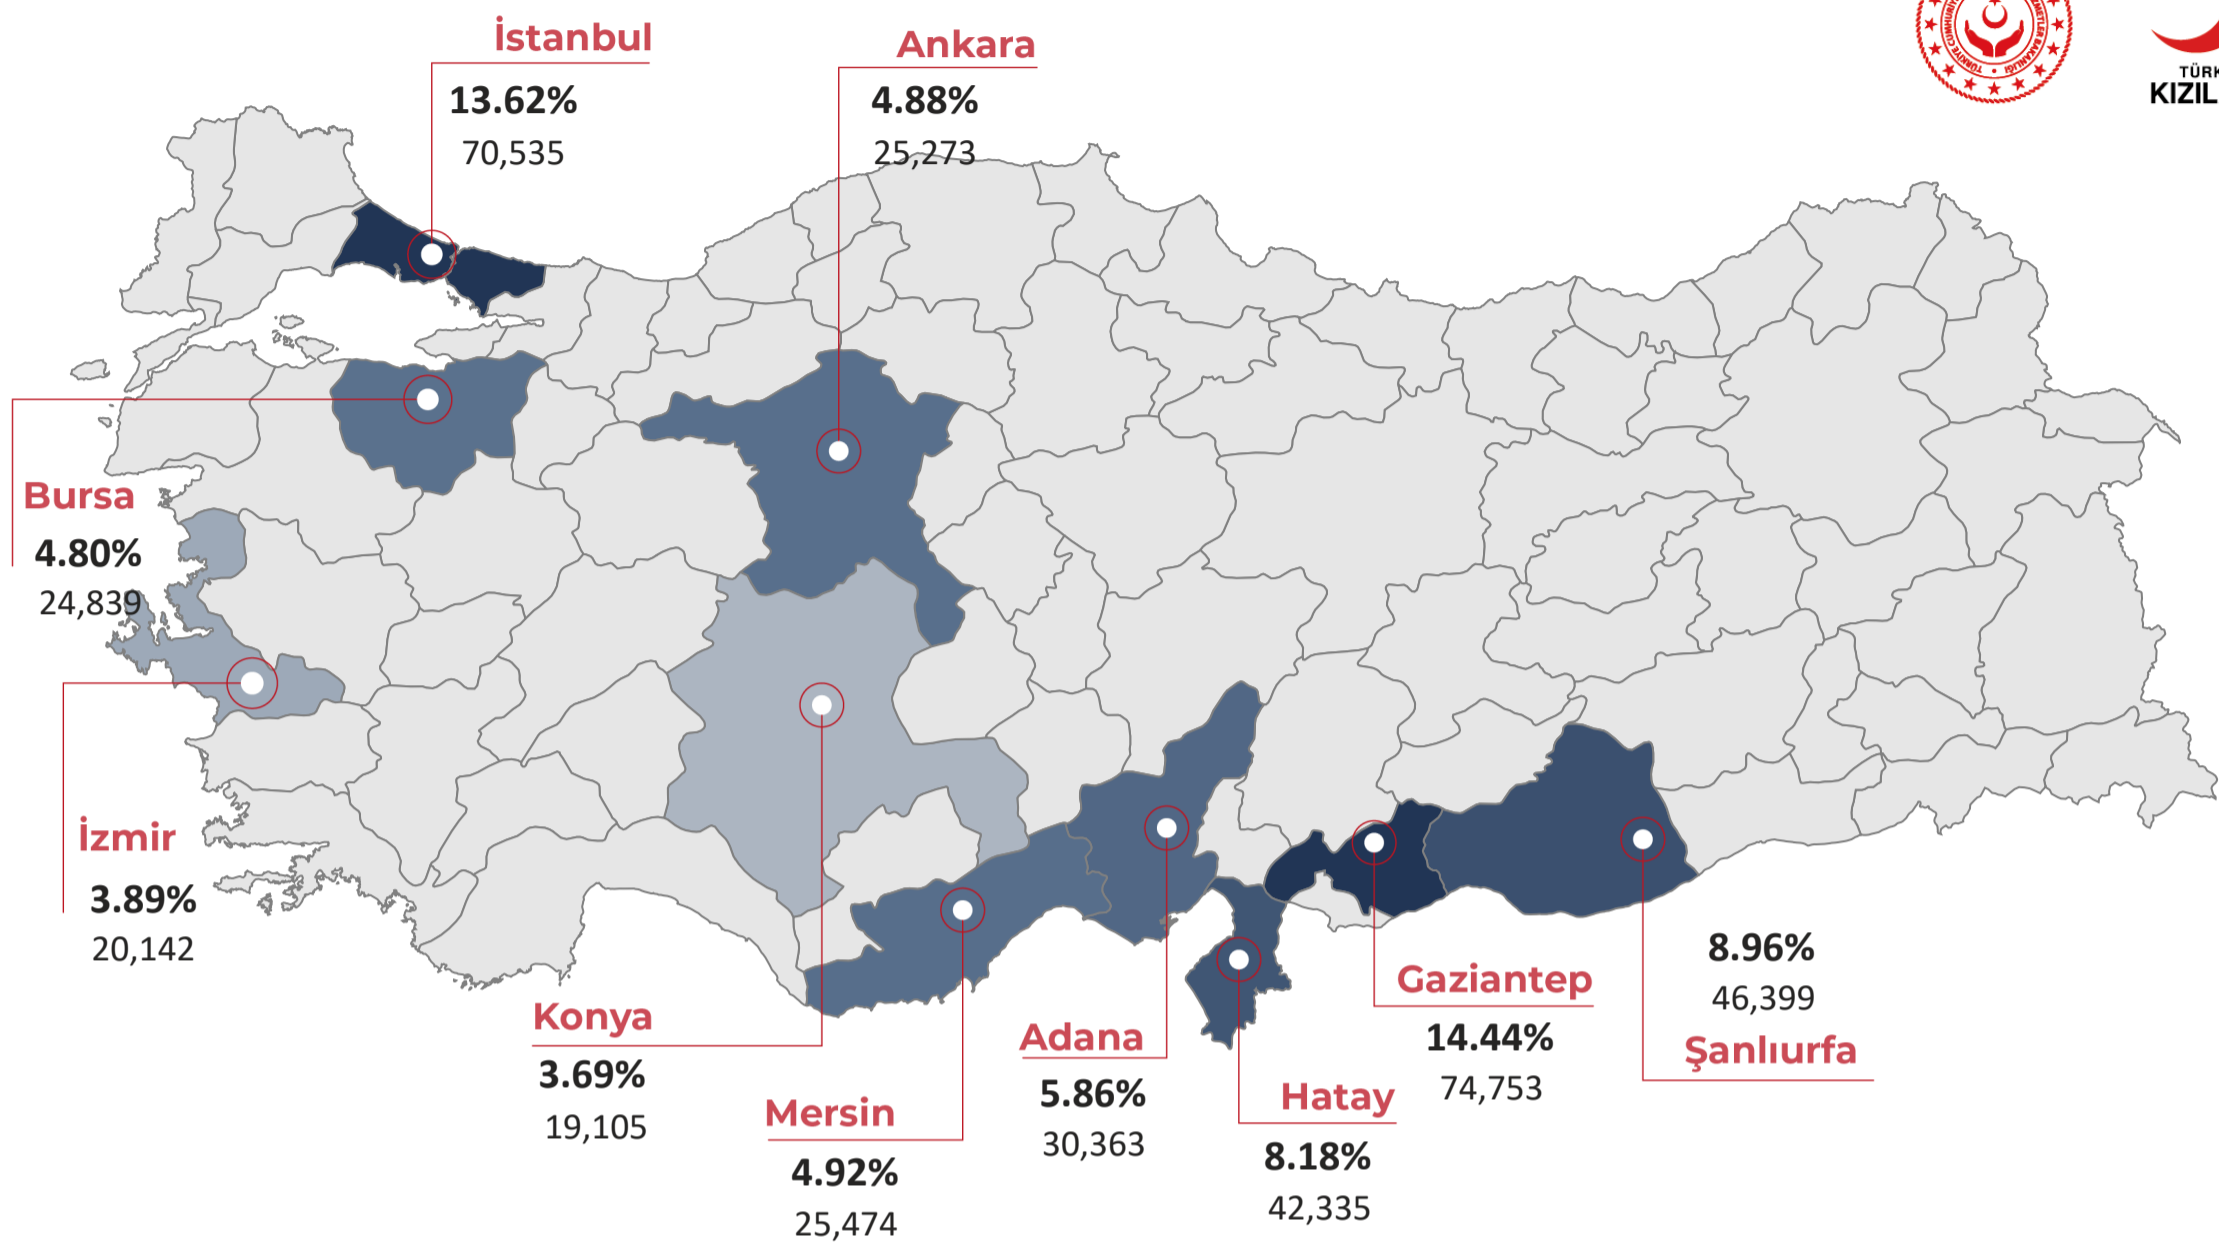 İstanbul
13.62%
70,535
Ankara
4.88%
25,273
TÜRK
KIZIL
Bursa
4.80%
24,839
İzmir
3.89%
20,142
Konya
3.69%
19,105
Mersin
4.92%
25,474
Adana
5.86%
30,363
Hatay
8.18%
42,335
Gaziantep
14.44%
74,753
8.96%
46,399
Şanlıurfa